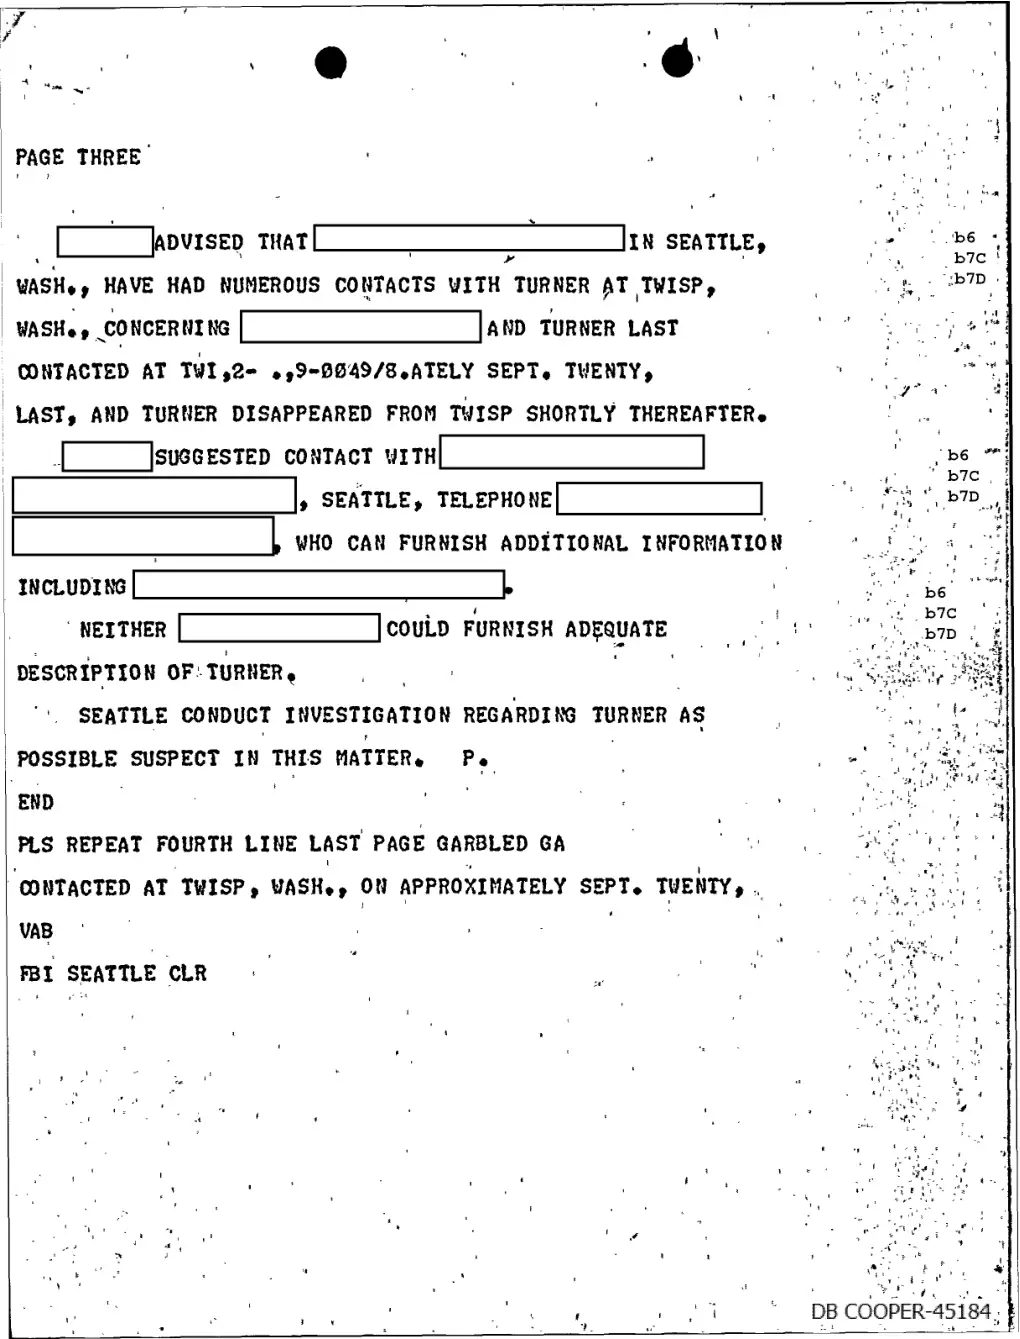 PAGE THREE
ADVISED THAT IN SEATTLE, b6
b7C
WASH., HAVE HAD NUMEROUS CONTACTS WITH TURNER AT TWISP, b7D
WASH., CONCERNING AND TURNER LAST
CONTACTED AT TWI,2- .,9-0049/8.ATELY SEPT. TWENTY,
LAST, AND TURNER DISAPPEARED FROM TWISP SHORTLY THEREAFTER.
SUGGESTED CONTACT WITH b6
b7C
, SEATTLE, TELEPHONE b7D
, WHO CAN FURNISH ADDITIONAL INFORMATION
INCLUDING . b6
b7C
NEITHER COULD FURNISH ADEQUATE b7D
DESCRIPTION OF TURNER.
SEATTLE CONDUCT INVESTIGATION REGARDING TURNER AS
POSSIBLE SUSPECT IN THIS MATTER. P.
END
PLS REPEAT FOURTH LINE LAST PAGE GARBLED GA
CONTACTED AT TWISP, WASH., ON APPROXIMATELY SEPT. TWENTY,
VAB
FBI SEATTLE CLR
DB COOPER-45184